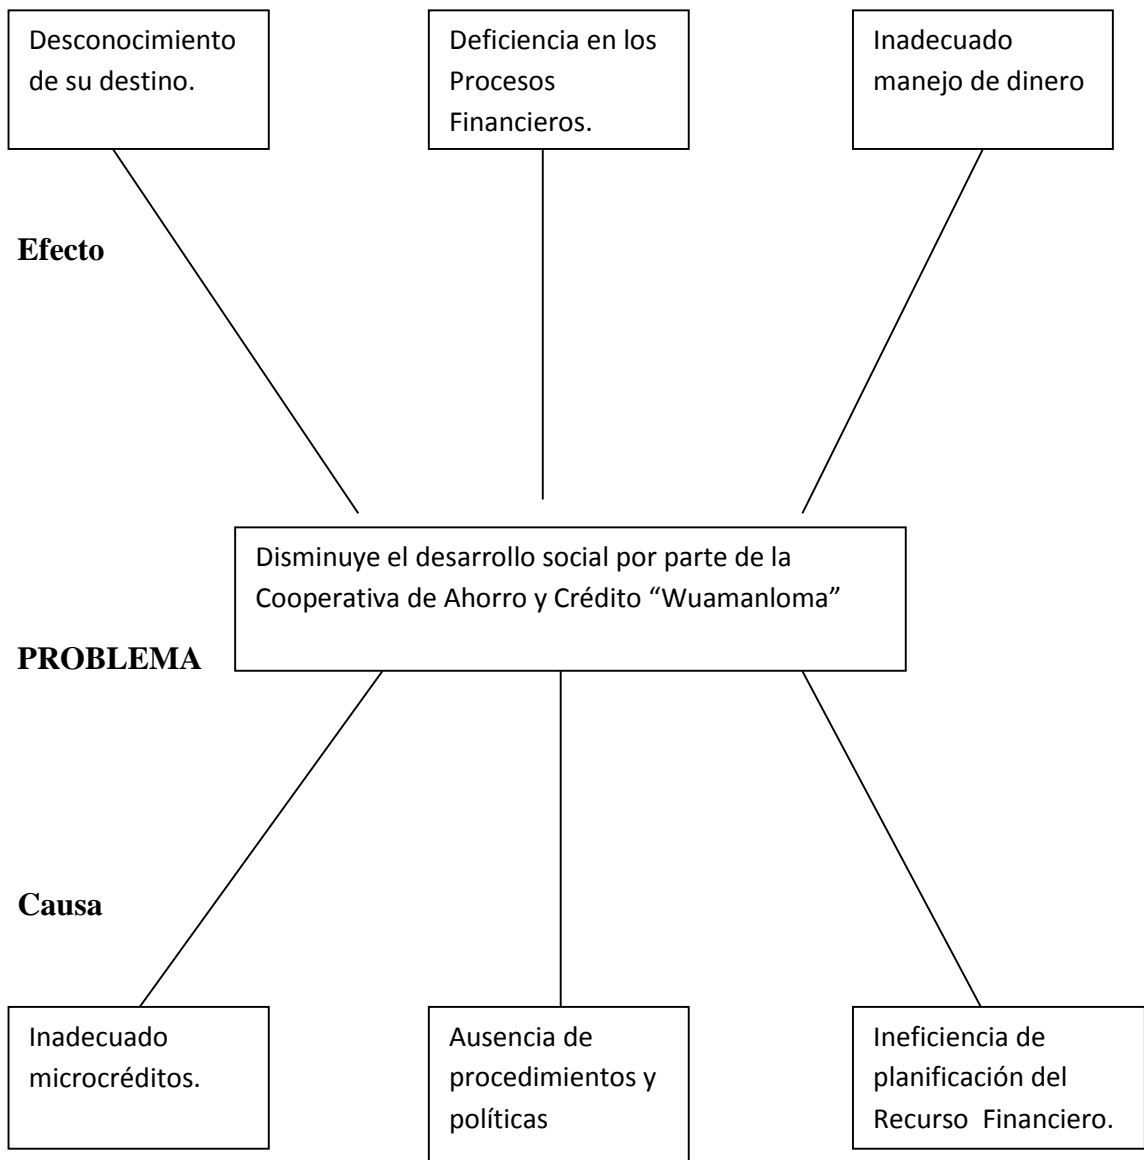 Desconocimiento
de su destino.
Deficiencia en los
Procesos
Financieros.
Inadecuado
manejo de dinero
Efecto
Disminuye el desarrollo social por parte de la
Cooperativa de Ahorro y Crédito “Wuamanloma”
PROBLEMA
Causa
Inadecuado
microcréditos.
Ausencia de
procedimientos y
políticas
Ineficiencia de
planificación del
Recurso Financiero.